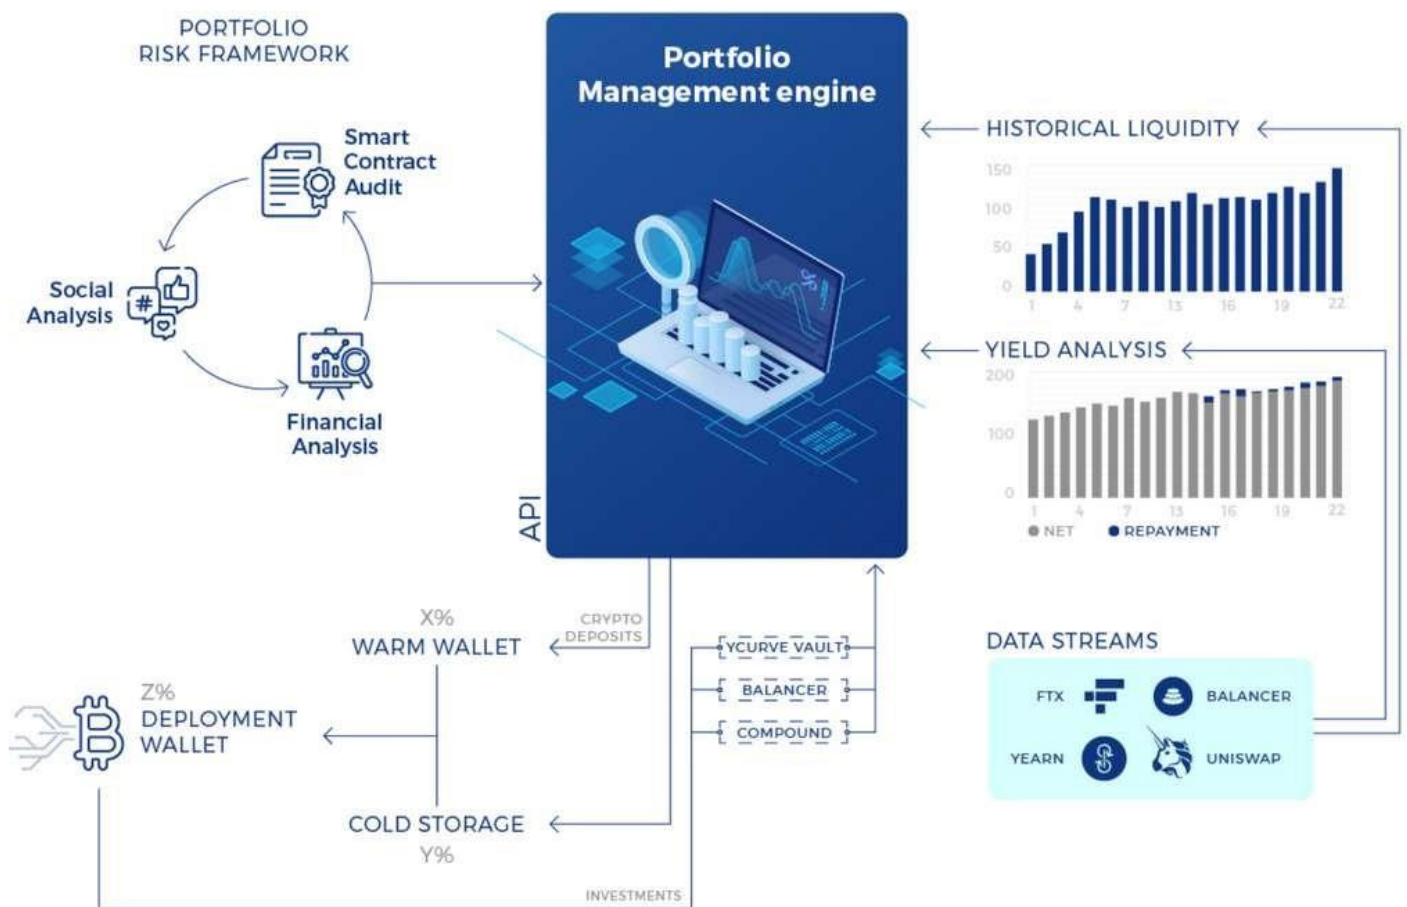 PORTFOLIO
RISK FRAMEWORK
Smart
Contract
Audit
Social
Analysis
#
Financial
Analysis
Portfolio
Management engine
API
HISTORICAL LIQUIDITY
150
100
50
0
1 4 7 13 16 19 22
YIELD ANALYSIS
200
100
0
1 4 7 13 16 19 22
NET REPAYMENT
X%
WARM WALLET
CRYPTO
DEPOSITS
Z%
DEPLOYMENT
WALLET
COLD STORAGE
Y%
INVESTMENTS
YCURVE VAULT
BALANCER
COMPOUND
DATA STREAMS
FTX BALANCER
YEARN UNISWAP